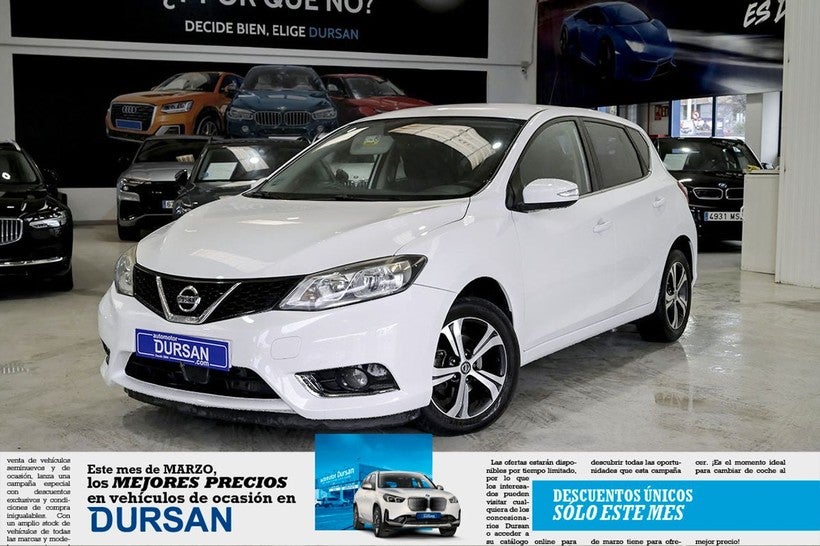 ¿Y POR QUÉ NO?
DECIDE BIEN, ELIGE DURSAN
ES D
4931 MZ
NISSAN
automotor
DURSAN
.com
venta de vehículos
seminuevos y de
ocasión, lanza una
campaña especial
con descuentos
exclusivos y condi-
ciones de compra
inigualables. Con
un amplio stock de
vehículos de todas
las marcas y mode-
Este mes de MARZO,
los MEJORES PRECIOS
en vehículos de ocasión en
DURSAN
automotor Dursan
Las ofertas estarán dispo-
nibles por tiempo limitado,
por lo que
los interesa-
dos pueden
visitar cual-
quiera de los
concesiona-
rios Dursan
o acceder a
su catálogo online para
descubrir todas las oportu-
nidades que esta campaña
cer. ¡Es el momento ideal
para cambiar de coche al
DESCUENTOS ÚNICOS
SÓLO ESTE MES
de marzo tiene para ofre-
mejor precio!